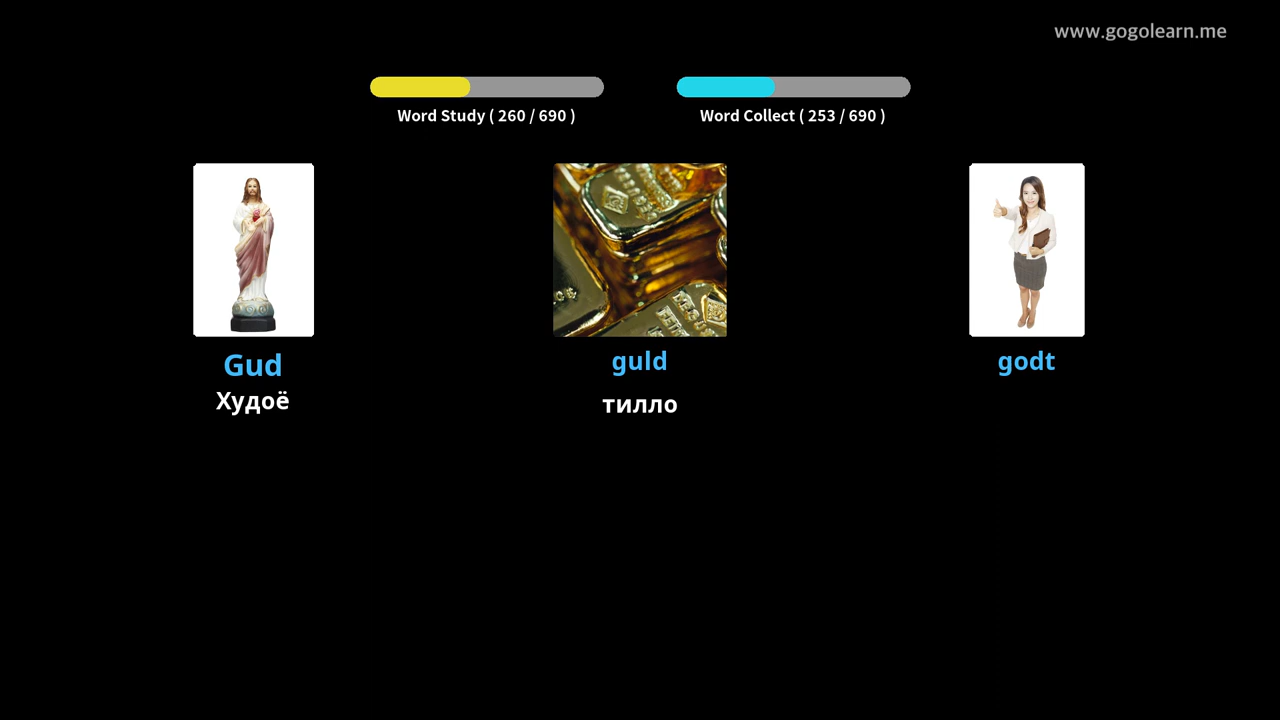 www.gogolearn.me
Word Study ( 260 / 690 )
Word Collect ( 253 / 690 )
Gud
Худоё
guld
тилло
godt